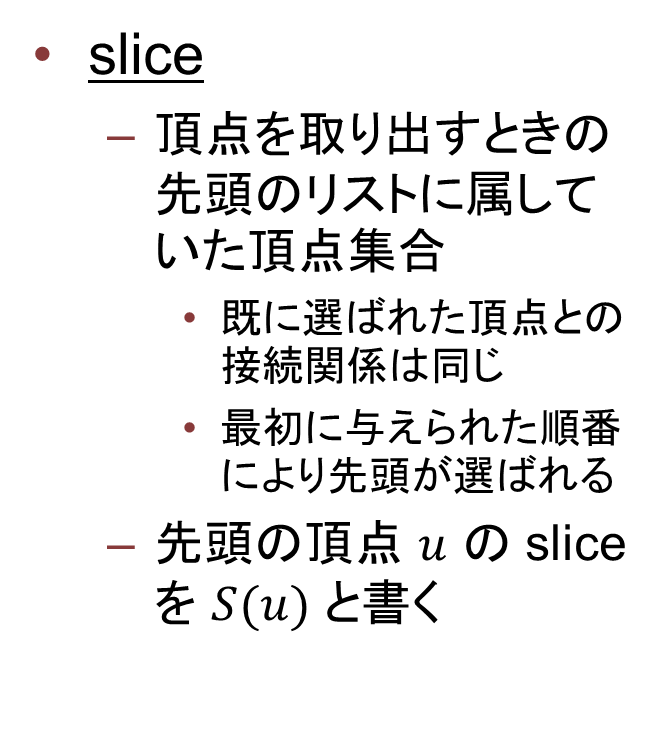 • slice
– 頂点を取り出すときの
先頭のリストに属して
いた頂点集合
• 既に選ばれた頂点との
接続関係は同じ
• 最初に与えられた順番
により先頭が選ばれる
– 先頭の頂点 𝑢 の slice
を 𝑆(𝑢) と書く